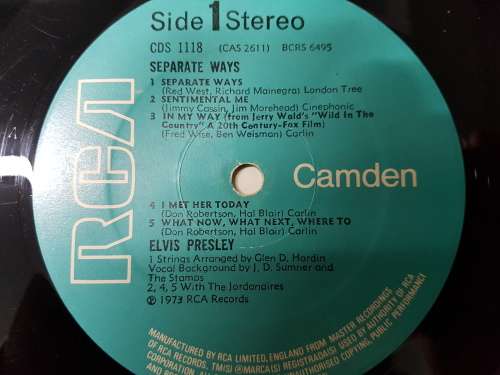 Side 1 Stereo
CDS 1118 (CAS 2611) BCRS 6495
SEPARATE WAYS
1 SEPARATE WAYS
(Red West, Richard Mainegra) London Tree
2 SENTIMENTAL ME
(Jimmy Cassin, Jim Morehead) Cinephonic
3 IN MY WAY (from Jerry Wald's "Wild In The
Country" A 20th Century-Fox Film)
(Fred Wise, Ben Weisman) Carlin
RCA
Camden
4 I MET HER TODAY
(Don Robertson, Hal Blair) Carlin
5 WHAT NOW, WHAT NEXT, WHERE TO
(Don Robertson, Hal Blair) Carlin
ELVIS PRESLEY
1 Strings Arranged by Glen D. Hardin
Vocal Background by J. D. Sumner and
The Stamps
2, 4, 5 With The Jordanaires
℗ 1973 RCA Records
MANUFACTURED BY RCA LIMITED, ENGLAND FROM MASTER RECORDINGS
OF RCA RECORDS. TM(S) ® MARCA(S) REGISTRADA(S) USED BY AUTHORITY OF RCA
CORPORATION. UNAUTHORISED COPYING, PUBLIC PERFORMANCE